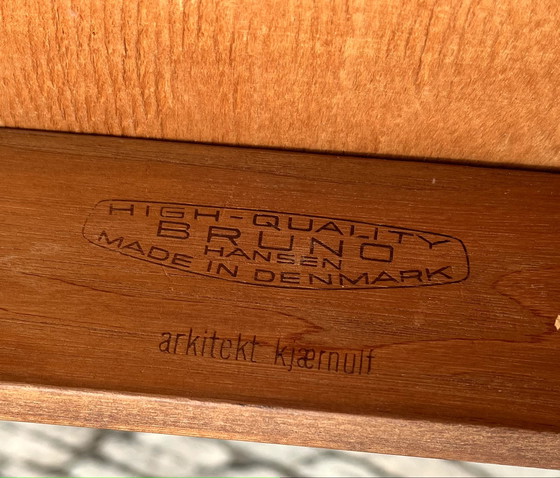 HIGH-QUALITY
BRUNO
HANSEN
MADE IN DENMARK
arkitekt kjærnulf